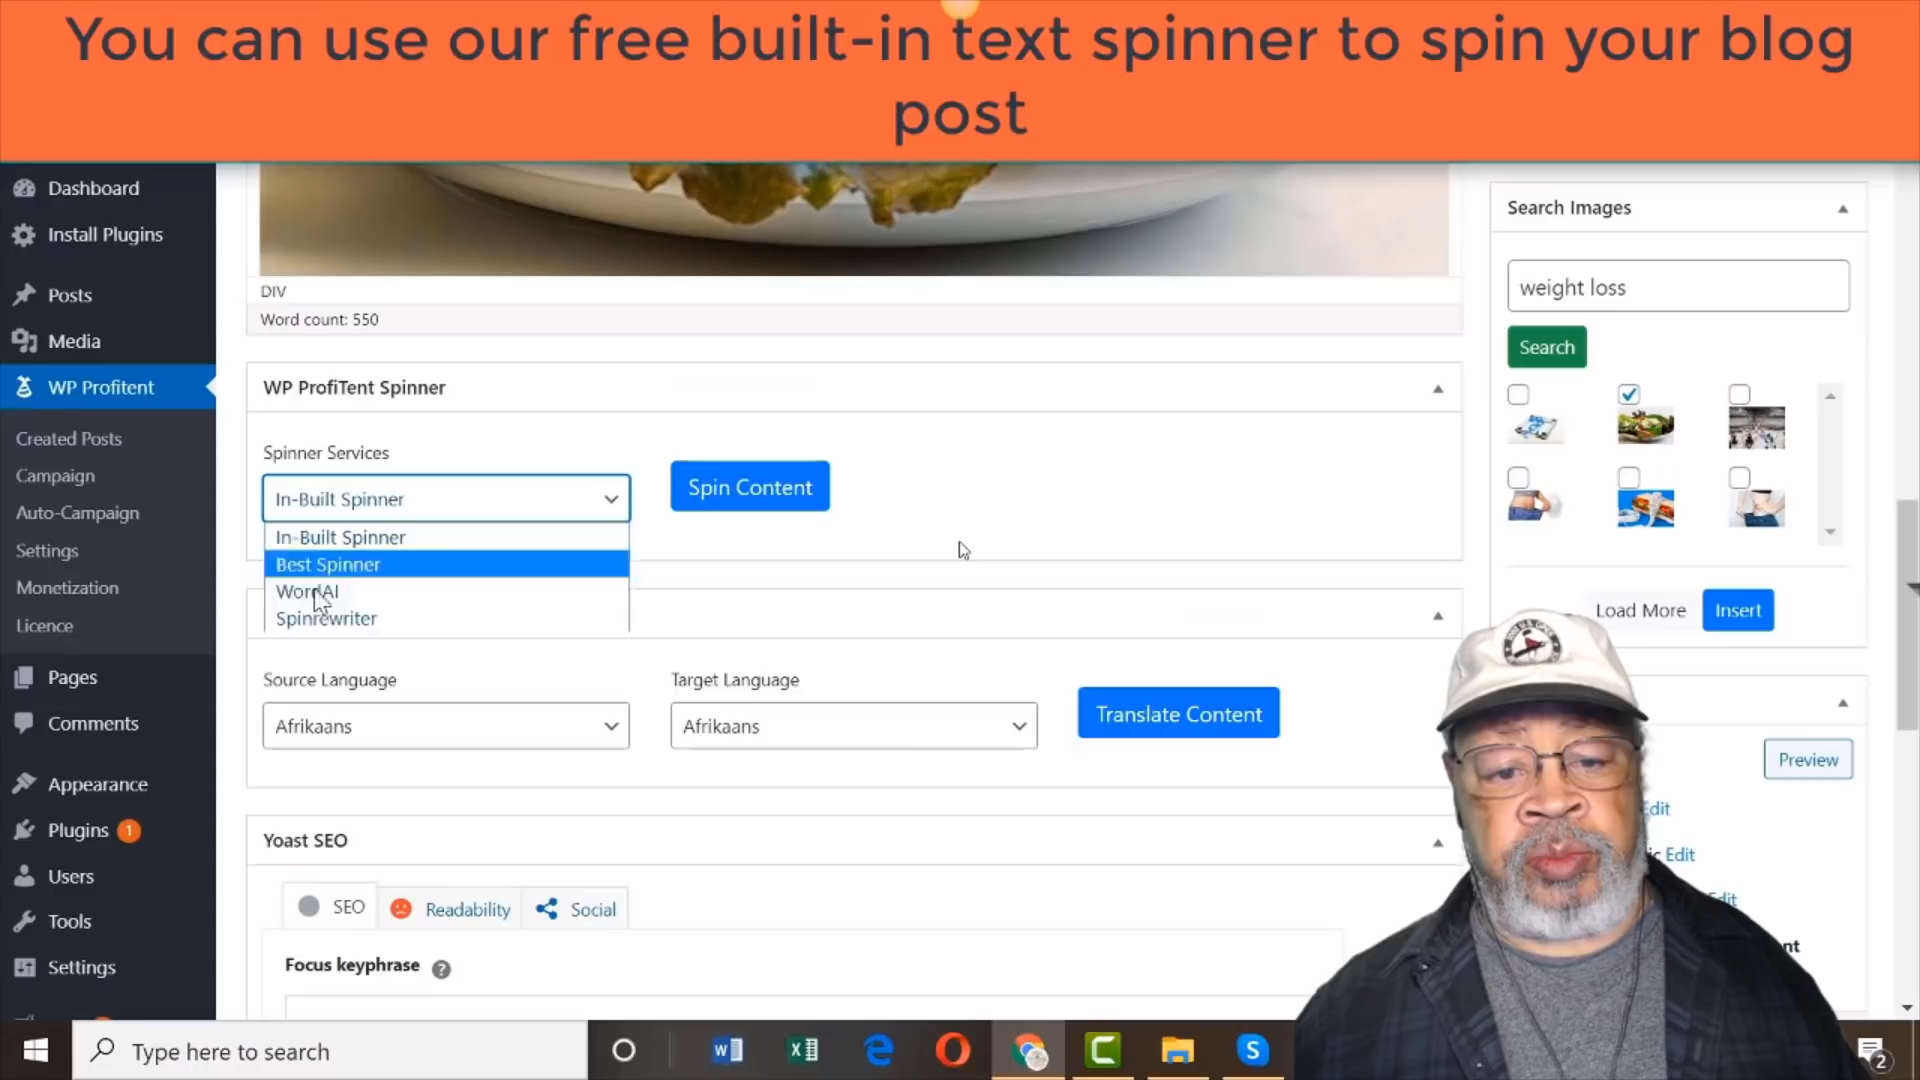 You can use our free built-in text spinner to spin your blog
post
Dashboard
Install Plugins
Posts
Media
WP Profitent
Created Posts
Campaign
Auto-Campaign
Settings
Monetization
Licence
Pages
Comments
Appearance
Plugins 1
Users
Tools
Settings
DIV
Word count: 550
WP ProfiTent Spinner
Spinner Services
In-Built Spinner
Spin Content
In-Built Spinner
Best Spinner
WordAI
Spinrewriter
Source Language
Target Language
Afrikaans
Afrikaans
Translate Content
Yoast SEO
SEO
Readability
Social
Focus keyphrase ?
Search Images
weight loss
Search
Load More
Insert
Preview
Edit
Edit
Type here to search
2